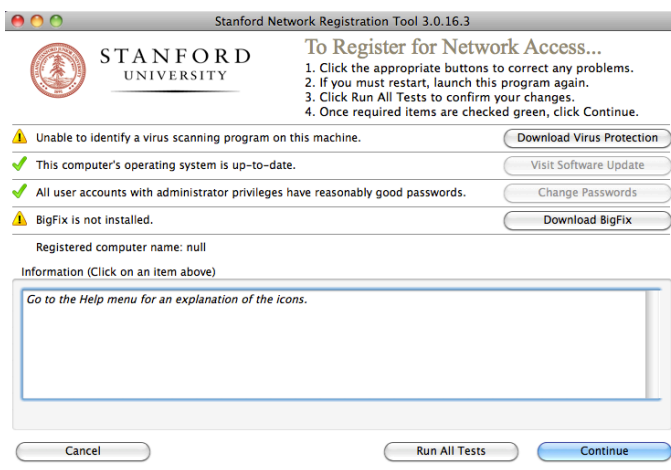 Stanford Network Registration Tool 3.0.16.3
STANFORD
UNIVERSITY
To Register for Network Access...
1. Click the appropriate buttons to correct any problems.
2. If you must restart, launch this program again.
3. Click Run All Tests to confirm your changes.
4. Once required items are checked green, click Continue.
Unable to identify a virus scanning program on this machine.
Download Virus Protection
This computer's operating system is up-to-date.
Visit Software Update
All user accounts with administrator privileges have reasonably good passwords.
Change Passwords
BigFix is not installed.
Download BigFix
Registered computer name: null
Information (Click on an item above)
Go to the Help menu for an explanation of the icons.
Cancel
Run All Tests
Continue